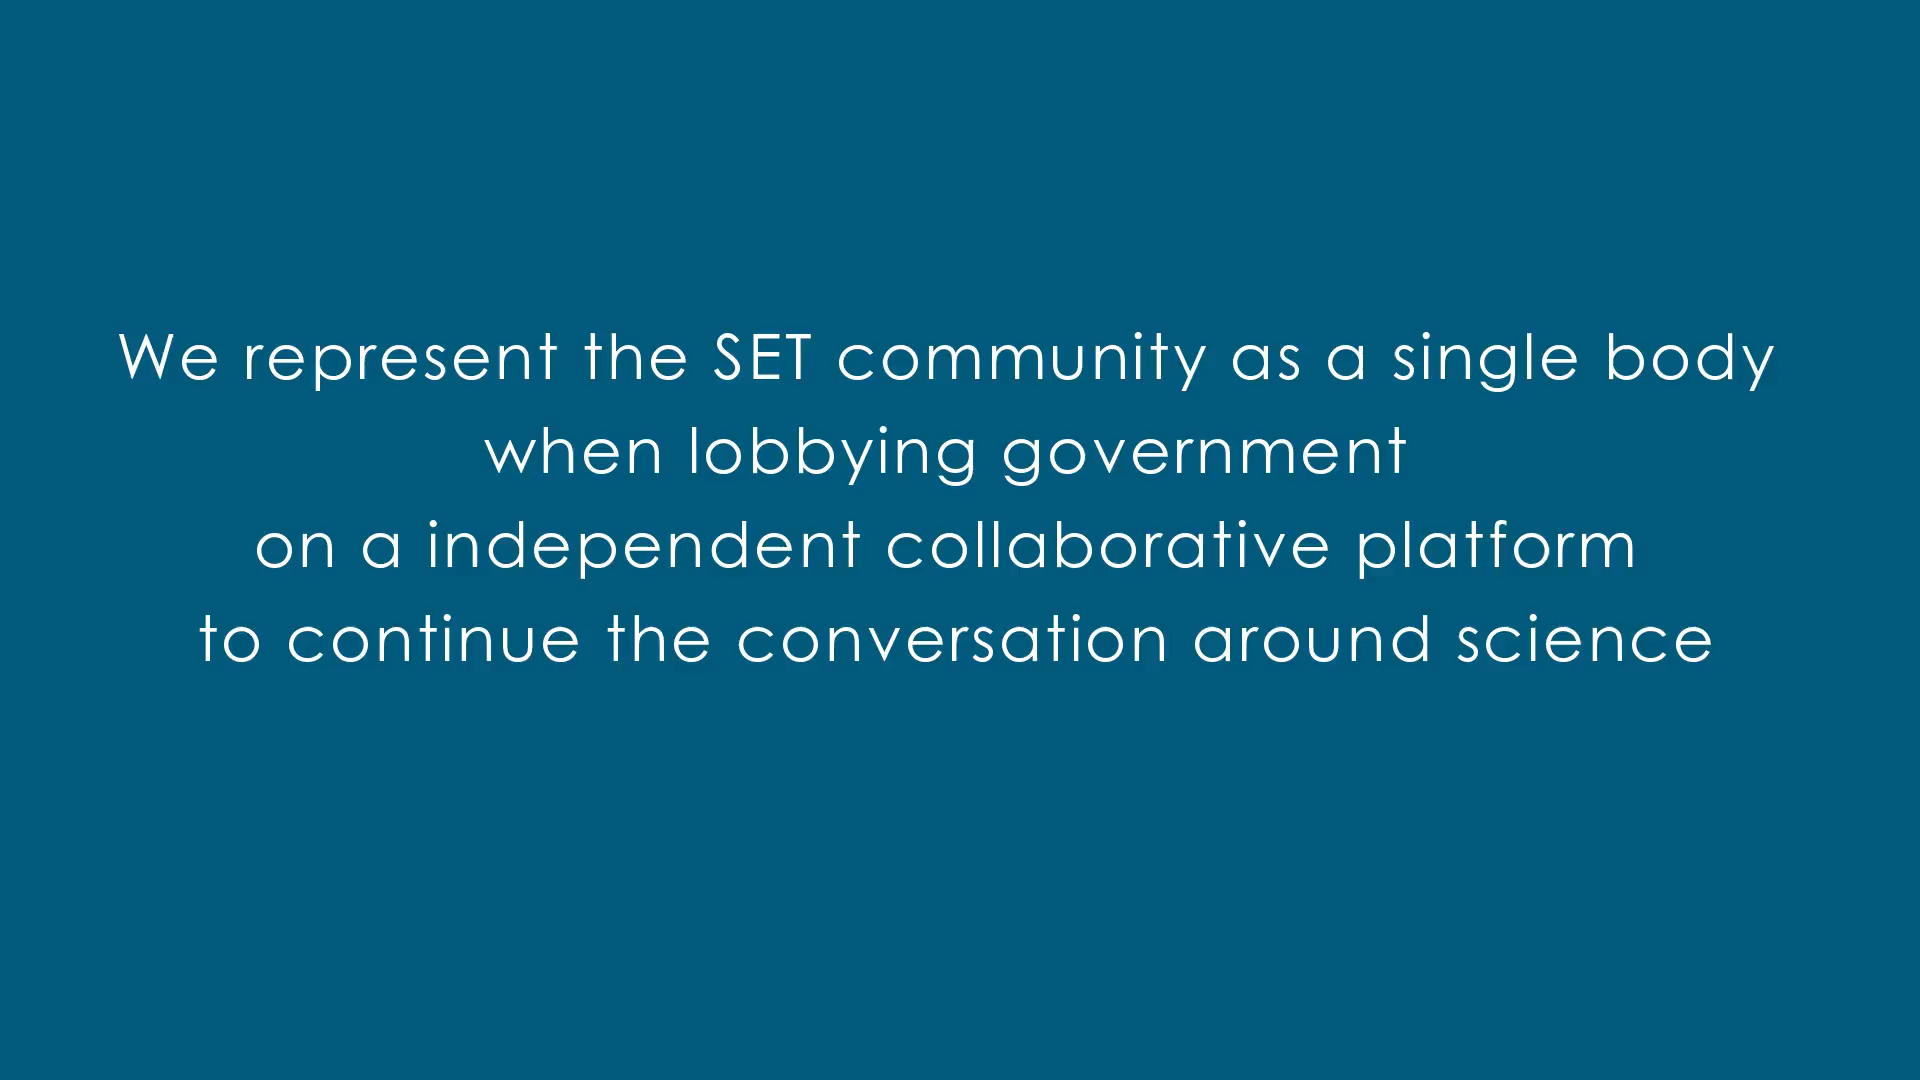 We represent the SET community as a single body
when lobbying government
on a independent collaborative platform
to continue the conversation around science